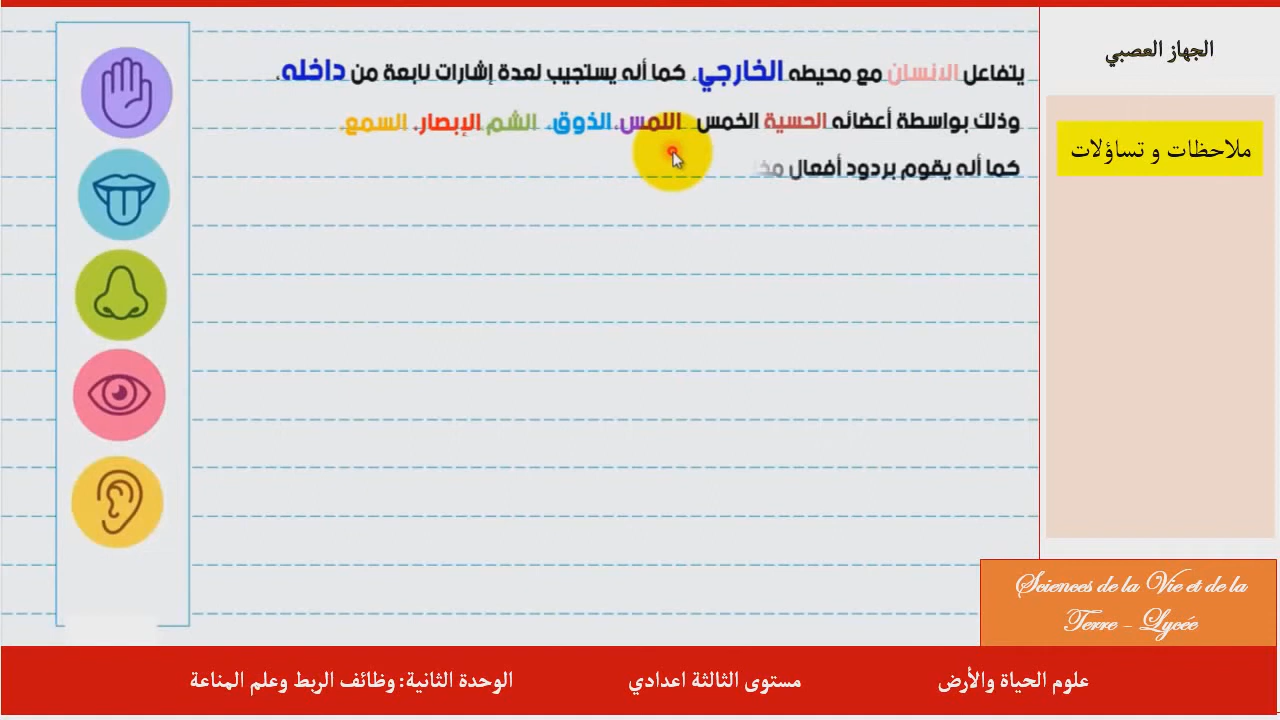 الجهاز العصبي
ملاحظات و تساؤلات
يتفاعل الانسان مع محيطه الخارجي، كما أنه يستجيب لعدة إشارات نابعة من داخله،
وذلك بواسطة أعضائه الحسية الخمس اللمس، الذوق، الشم الإبصار، السمع.
كما أنه يقوم بردود أفعال
Sciences de la Vie et de la
Terre - Lycée
علوم الحياة والأرض
مستوى الثالثة اعدادي
الوحدة الثانية: وظائف الربط وعلم المناعة